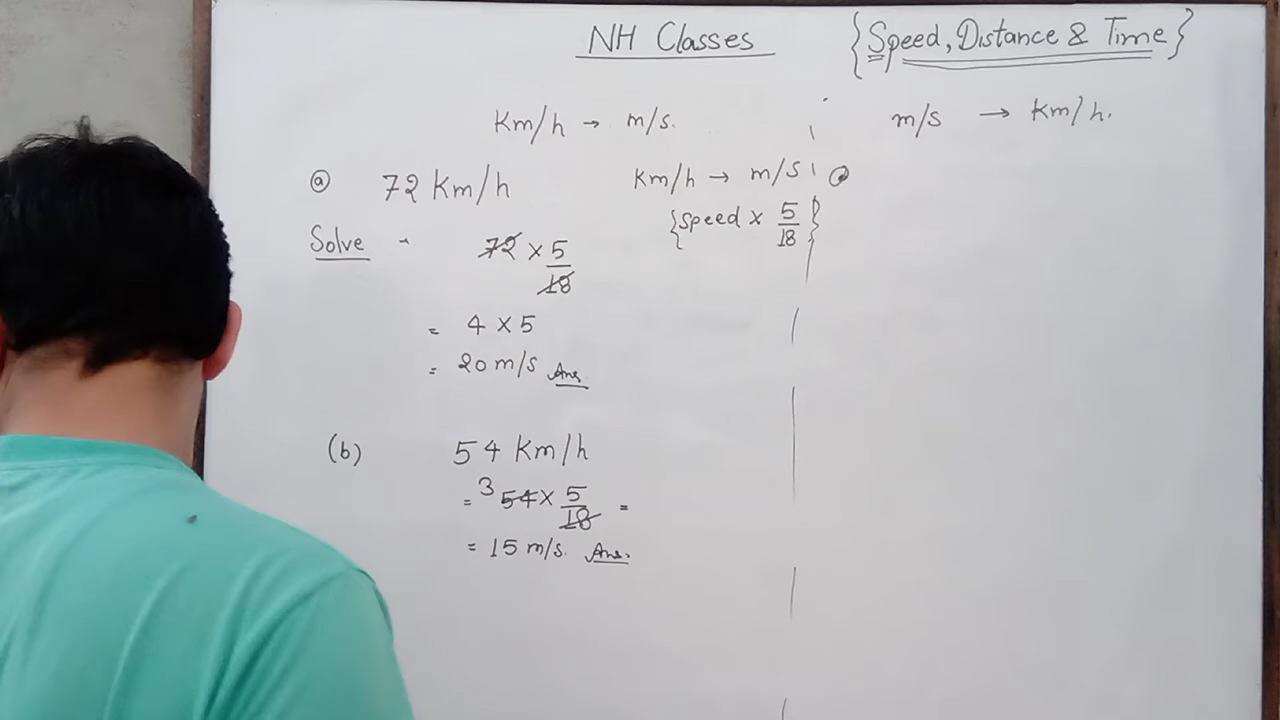 NH Classes {Speed, Distance & Time}
Km/h → m/s.
m/s → Km/h.
ⓐ 72 Km/h
Km/h → m/s
{Speed × 5/18}
Solve - 72 × 5/18
= 4 × 5
= 20 m/s Ans
(b) 54 Km/h
= 3 54 × 5/18 =
= 15 m/s. Ans.